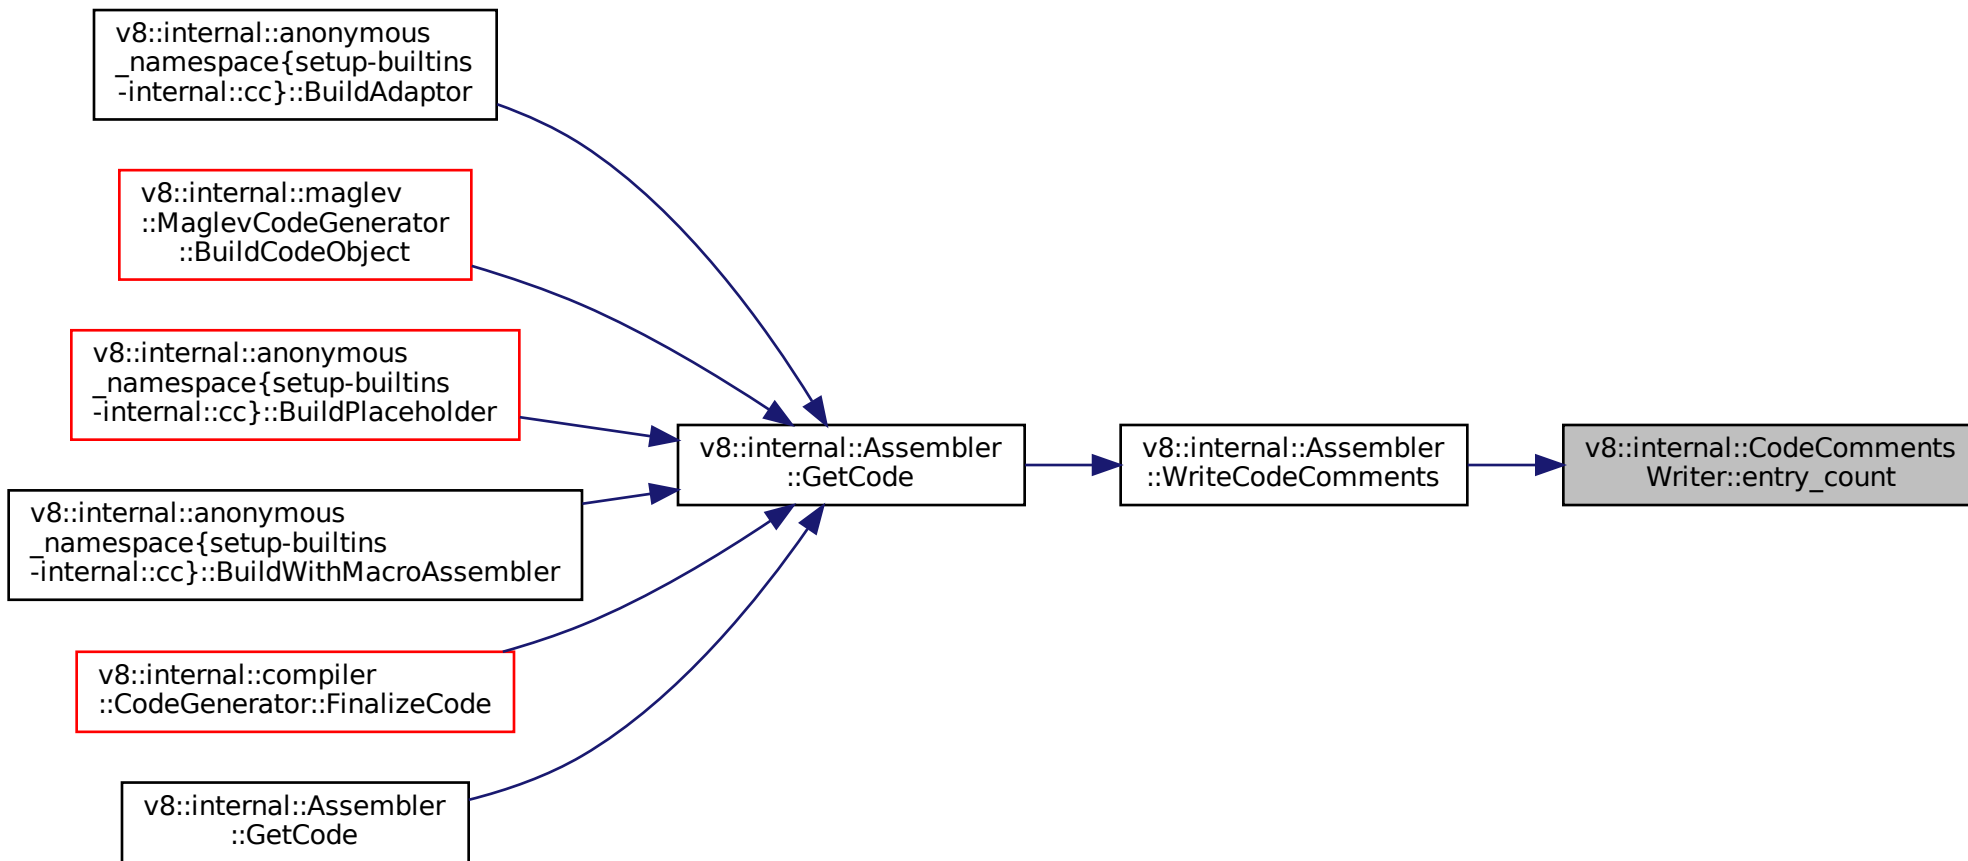 v8::internal::anonymous
_namespace{setup-builtins
-internal::cc}::BuildAdaptor
v8::internal::maglev
::MaglevCodeGenerator
::BuildCodeObject
v8::internal::anonymous
_namespace{setup-builtins
-internal::cc}::BuildPlaceholder
v8::internal::anonymous
_namespace{setup-builtins
-internal::cc}::BuildWithMacroAssembler
v8::internal::compiler
::CodeGenerator::FinalizeCode
v8::internal::Assembler
::GetCode
v8::internal::Assembler
::GetCode
v8::internal::Assembler
::WriteCodeComments
v8::internal::CodeComments
Writer::entry_count